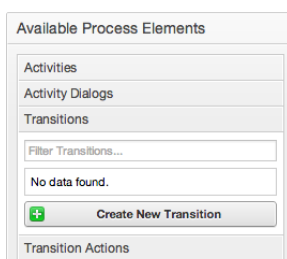 Available Process Elements
Activities
Activity Dialogs
Transitions
Filter Transitions...
No data found.
Create New Transition
Transition Actions